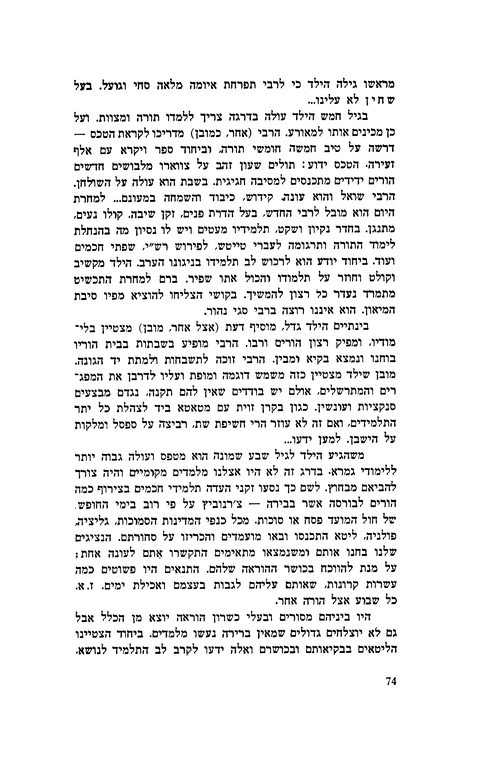 מראשו גילה הילד כי לרבי תפרחת איומה מלאה סחי וגועל. בעל
שחין לא עלינו...
בגיל חמש הילד עולה בדרגה צריך ללמדו תורה ומצוות. ועל
כן מכינים אותו למאורע. הרבי (אחר, כמובן) מדריכו לקראת הטכס —
דרשה על טיב חמשה חומשי תורה, וביחוד ספר ויקרא עם אלף
זעירה. הטכס ידוע: תולים שעון זהב על צווארו מלבושים חדשים
הורים ידידים מתכנסים למסיבה חגיגית. בשבת הוא עולה על השולחן.
הרבי שואל והוא עונה. קידוש, כיבוד והשמחה במעונם... למחרת
היום הוא מובל לרבי החדש, בעל הדרת פנים, זקן שיבה. קולו נעים,
מתנגן. בחדר נקיון ושקט, תלמידיו מעטים ויש לו נסיון מה בהנחלת
לימוד התורה ותרגומה לעברי טייטש, לפירוש רש״י, שפתי חכמים
ועוד. ביחוד יודע הוא לרכוש לב תלמידו בניגונו הערב. הילד מקשיב
וקולט וחוזר על תלמודו והכול אתו שפיר. ברם למחרת התכשיט
מתמרד נעדר כל רצון להמשיך. בקושי הצליחו להוציא מפיו סיבת
המיאון. הוא איננו רוצה ברבי סגי נהור.
בינתיים הילד גדל, מוסיף דעת (אצל אחר, מובן) מצטיין בלי־
מודיו, ומפיק רצון הורים ורבו. הרבי מופיע בשבתות בבית הוריו
בוחנו ונמצא בקיא ומבין. הרבי זוכה לתשבחות ולמתת יד הגונה.
מובן שילד מצטיין כזה משמש דוגמה ומופת ועליו לדרבן את המפג־
רים והמתרשלים, אולם יש בודדים שאין להם תקנה, נגדם מבצעים
סנקציות ועונשין. כגון בקרן זוית עם מטאטא ביד לצהלת כל יתר
התלמידים, ואם זה לא עוזר הרי חשיפת שת, רביצה על ספסל ומלקות
על הישבן. למען ידעו...
משהגיע הילד לגיל שבע שמונה הוא מטפס ועולה גבוה יותר
ללימודי גמרא. בדרג זה לא היו אצלנו מלמדים מקומיים והיה צורך
להביאם מבחוץ. לשם כך נסעו זקני העדה תלמידי חכמים בצירוף כמה
הורים לבורסה אשר בבירה — צ׳רנוביץ על פי רוב בימי החופש
של חול המועד פסח או סוכות. מכל כנפי המדינות הסמוכות, גליציה,
פולניה, ליטא התכנסו ובאו מועמדים והכריזו על סחורתם. הנציגים
שלנו בחנו אותם ומשנמצאו מתאימים התקשרו אִתם לעונה אחת;
על מנת להווכח בכושר ההוראה שלהם. התנאים היו פשוטים כמה
עשרות קרונות, שאותם עליהם לגבות בעצמם ואכילת ימים. ז.א.
כל שבוע אצל הורה אחר.
היו ביניהם מסורים ובעלי כשרון הוראה יוצא מן הכלל אבל
גם לא יוצלחים גדולים שמאין ברירה נעשו מלמדים. ביחוד הצטיינו
הליטאים בבקיאותם ובכושרם ואלה ידעו לקרב לב התלמיד לנושא.
74